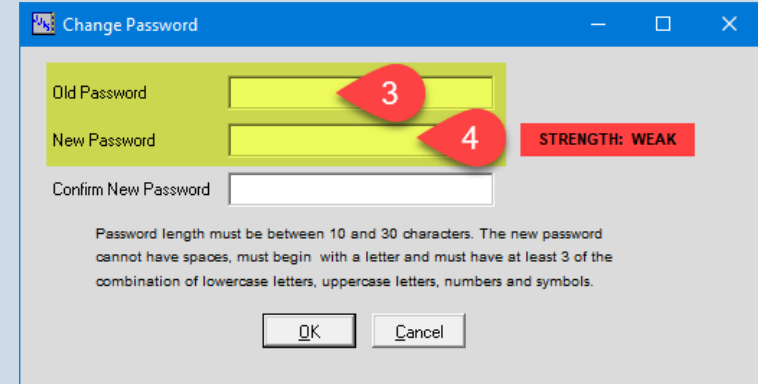 Change Password
Old Password 3
New Password 4 STRENGTH: WEAK
Confirm New Password
Password length must be between 10 and 30 characters. The new password
cannot have spaces, must begin with a letter and must have at least 3 of the
combination of lowercase letters, uppercase letters, numbers and symbols.
OK Cancel